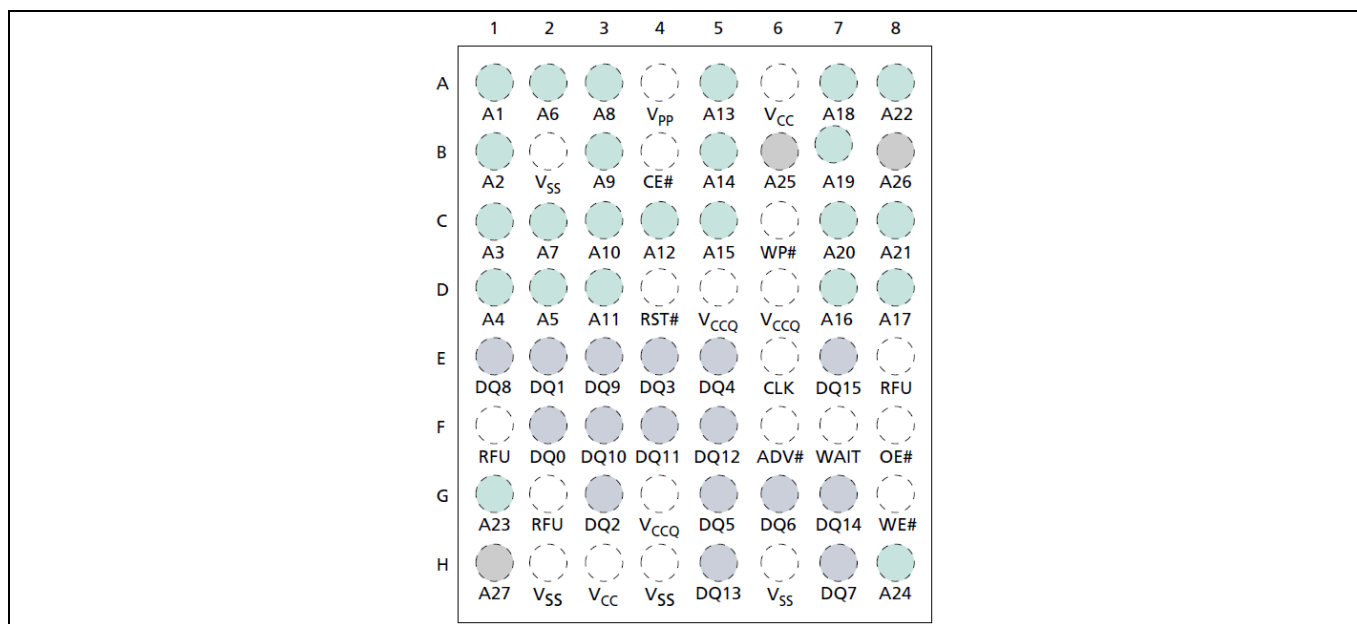 1 2 3 4 5 6 7 8
A
A1 A6 A8 VPP A13 VCC A18 A22
B
A2 VSS A9 CE# A14 A25 A19 A26
C
A3 A7 A10 A12 A15 WP# A20 A21
D
A4 A5 A11 RST# VCCQ VCCQ A16 A17
E
DQ8 DQ1 DQ9 DQ3 DQ4 CLK DQ15 RFU
F
RFU DQ0 DQ10 DQ11 DQ12 ADV# WAIT OE#
G
A23 RFU DQ2 VCCQ DQ5 DQ6 DQ14 WE#
H
A27 VSS VCC VSS DQ13 VSS DQ7 A24